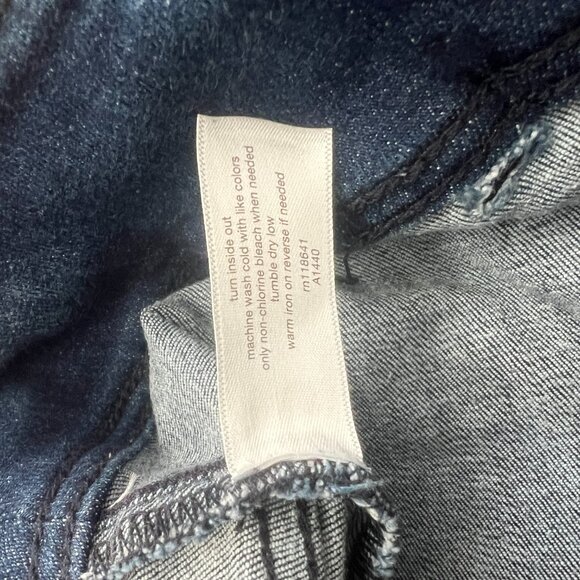 turn inside out
machine wash cold with like colors
only non-chlorine bleach when needed
tumble dry low
warm iron on reverse if needed
rn118641
A1440